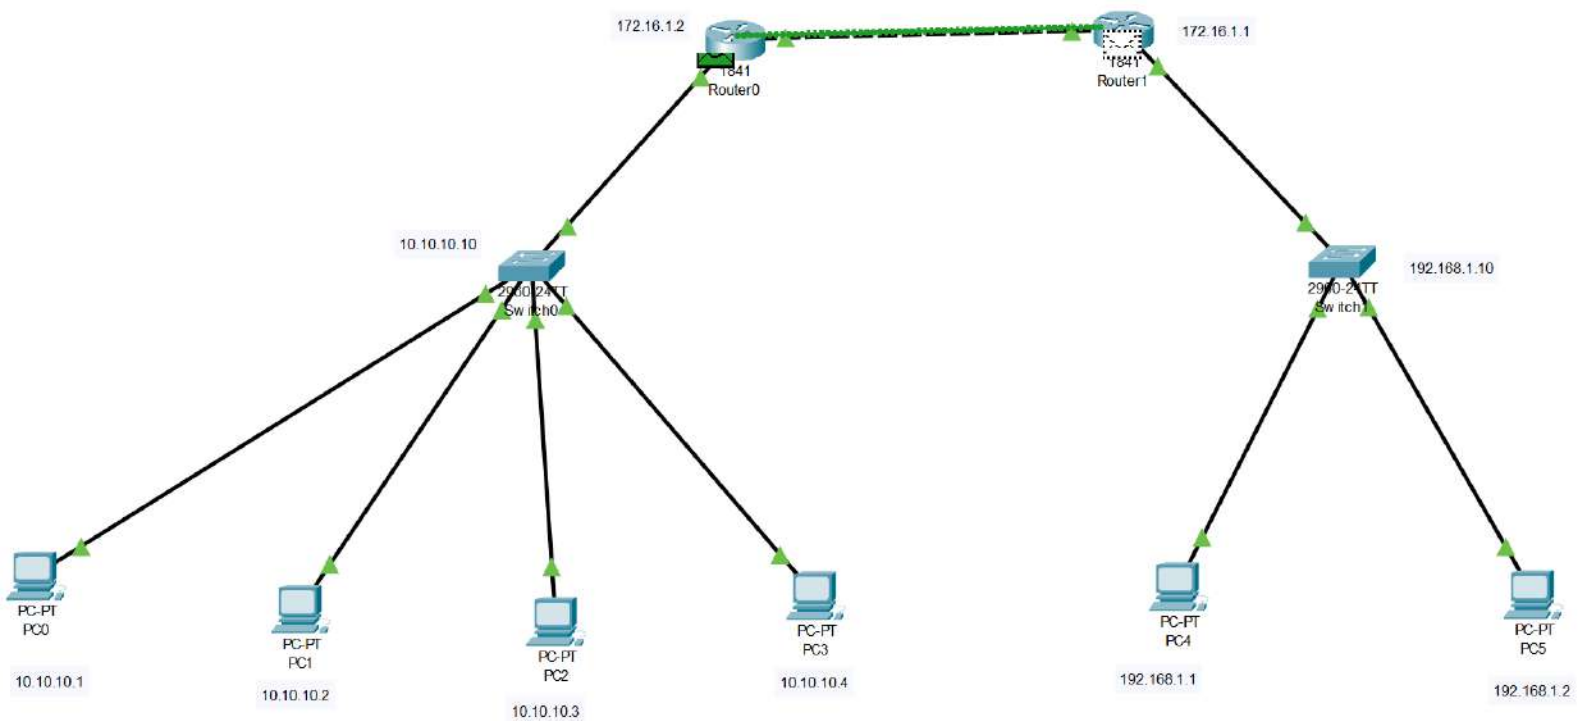 172.16.1.2
172.16.1.1
1841
Router0
1841
Router1
10.10.10.10
2960-24TT
Switch0
2960-24TT
Switch1
192.168.1.10
PC-PT
PC0
10.10.10.1
PC-PT
PC1
10.10.10.2
PC-PT
PC2
10.10.10.3
PC-PT
PC3
10.10.10.4
PC-PT
PC4
192.168.1.1
PC-PT
PC5
192.168.1.2